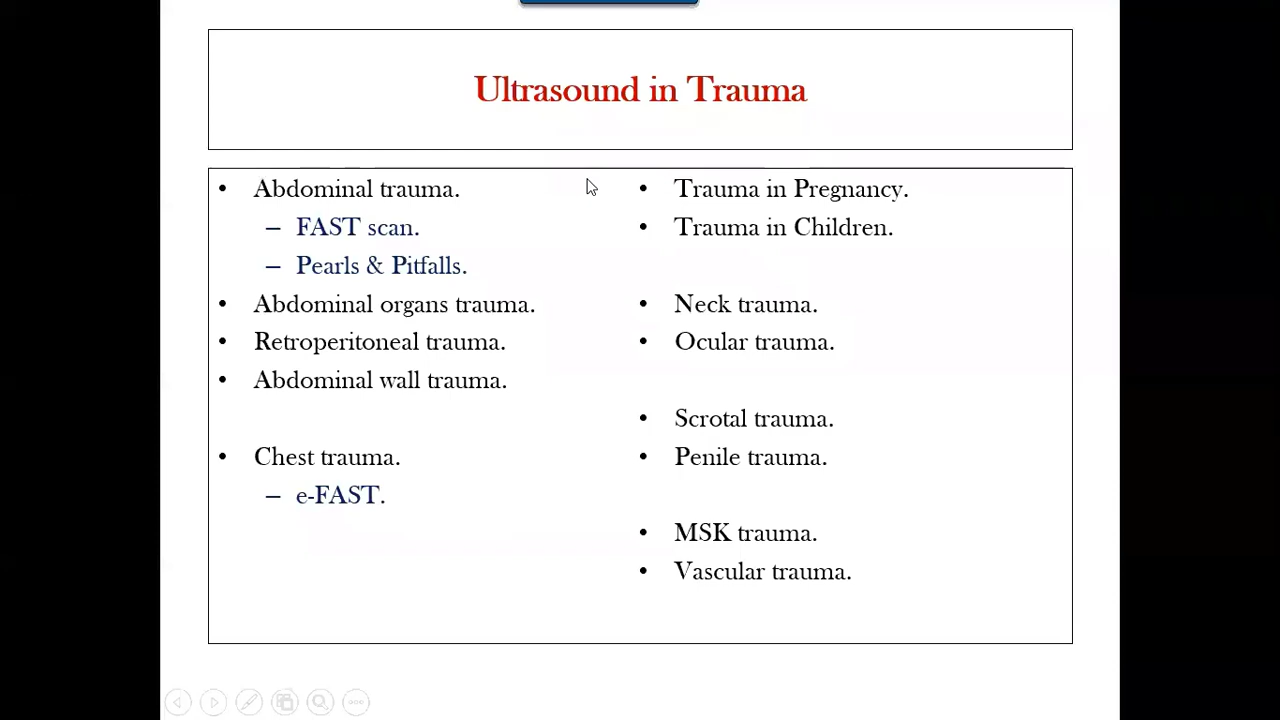 Ultrasound in Trauma
• Abdominal trauma.
– FAST scan.
– Pearls & Pitfalls.
• Abdominal organs trauma.
• Retroperitoneal trauma.
• Abdominal wall trauma.
• Chest trauma.
– e-FAST.
• Trauma in Pregnancy.
• Trauma in Children.
• Neck trauma.
• Ocular trauma.
• Scrotal trauma.
• Penile trauma.
• MSK trauma.
• Vascular trauma.